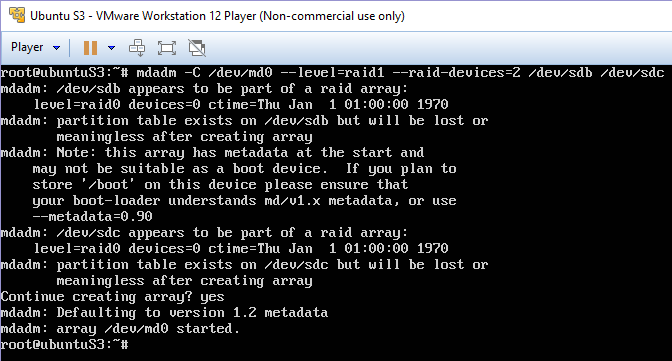 Ubuntu S3 - VMware Workstation 12 Player (Non-commercial use only)
Player
root@ubuntuS3:~# mdadm -C /dev/md0 --level=raid1 --raid-devices=2 /dev/sdb /dev/sdc
mdadm: /dev/sdb appears to be part of a raid array:
    level=raid0 devices=0 ctime=Thu Jan  1 01:00:00 1970
mdadm: partition table exists on /dev/sdb but will be lost or
       meaningless after creating array
mdadm: Note: this array has metadata at the start and
    may not be suitable as a boot device.  If you plan to
    store '/boot' on this device please ensure that
    your boot-loader understands md/v1.x metadata, or use
    --metadata=0.90
mdadm: /dev/sdc appears to be part of a raid array:
    level=raid0 devices=0 ctime=Thu Jan  1 01:00:00 1970
mdadm: partition table exists on /dev/sdc but will be lost or
       meaningless after creating array
Continue creating array? yes
mdadm: Defaulting to version 1.2 metadata
mdadm: array /dev/md0 started.
root@ubuntuS3:~#